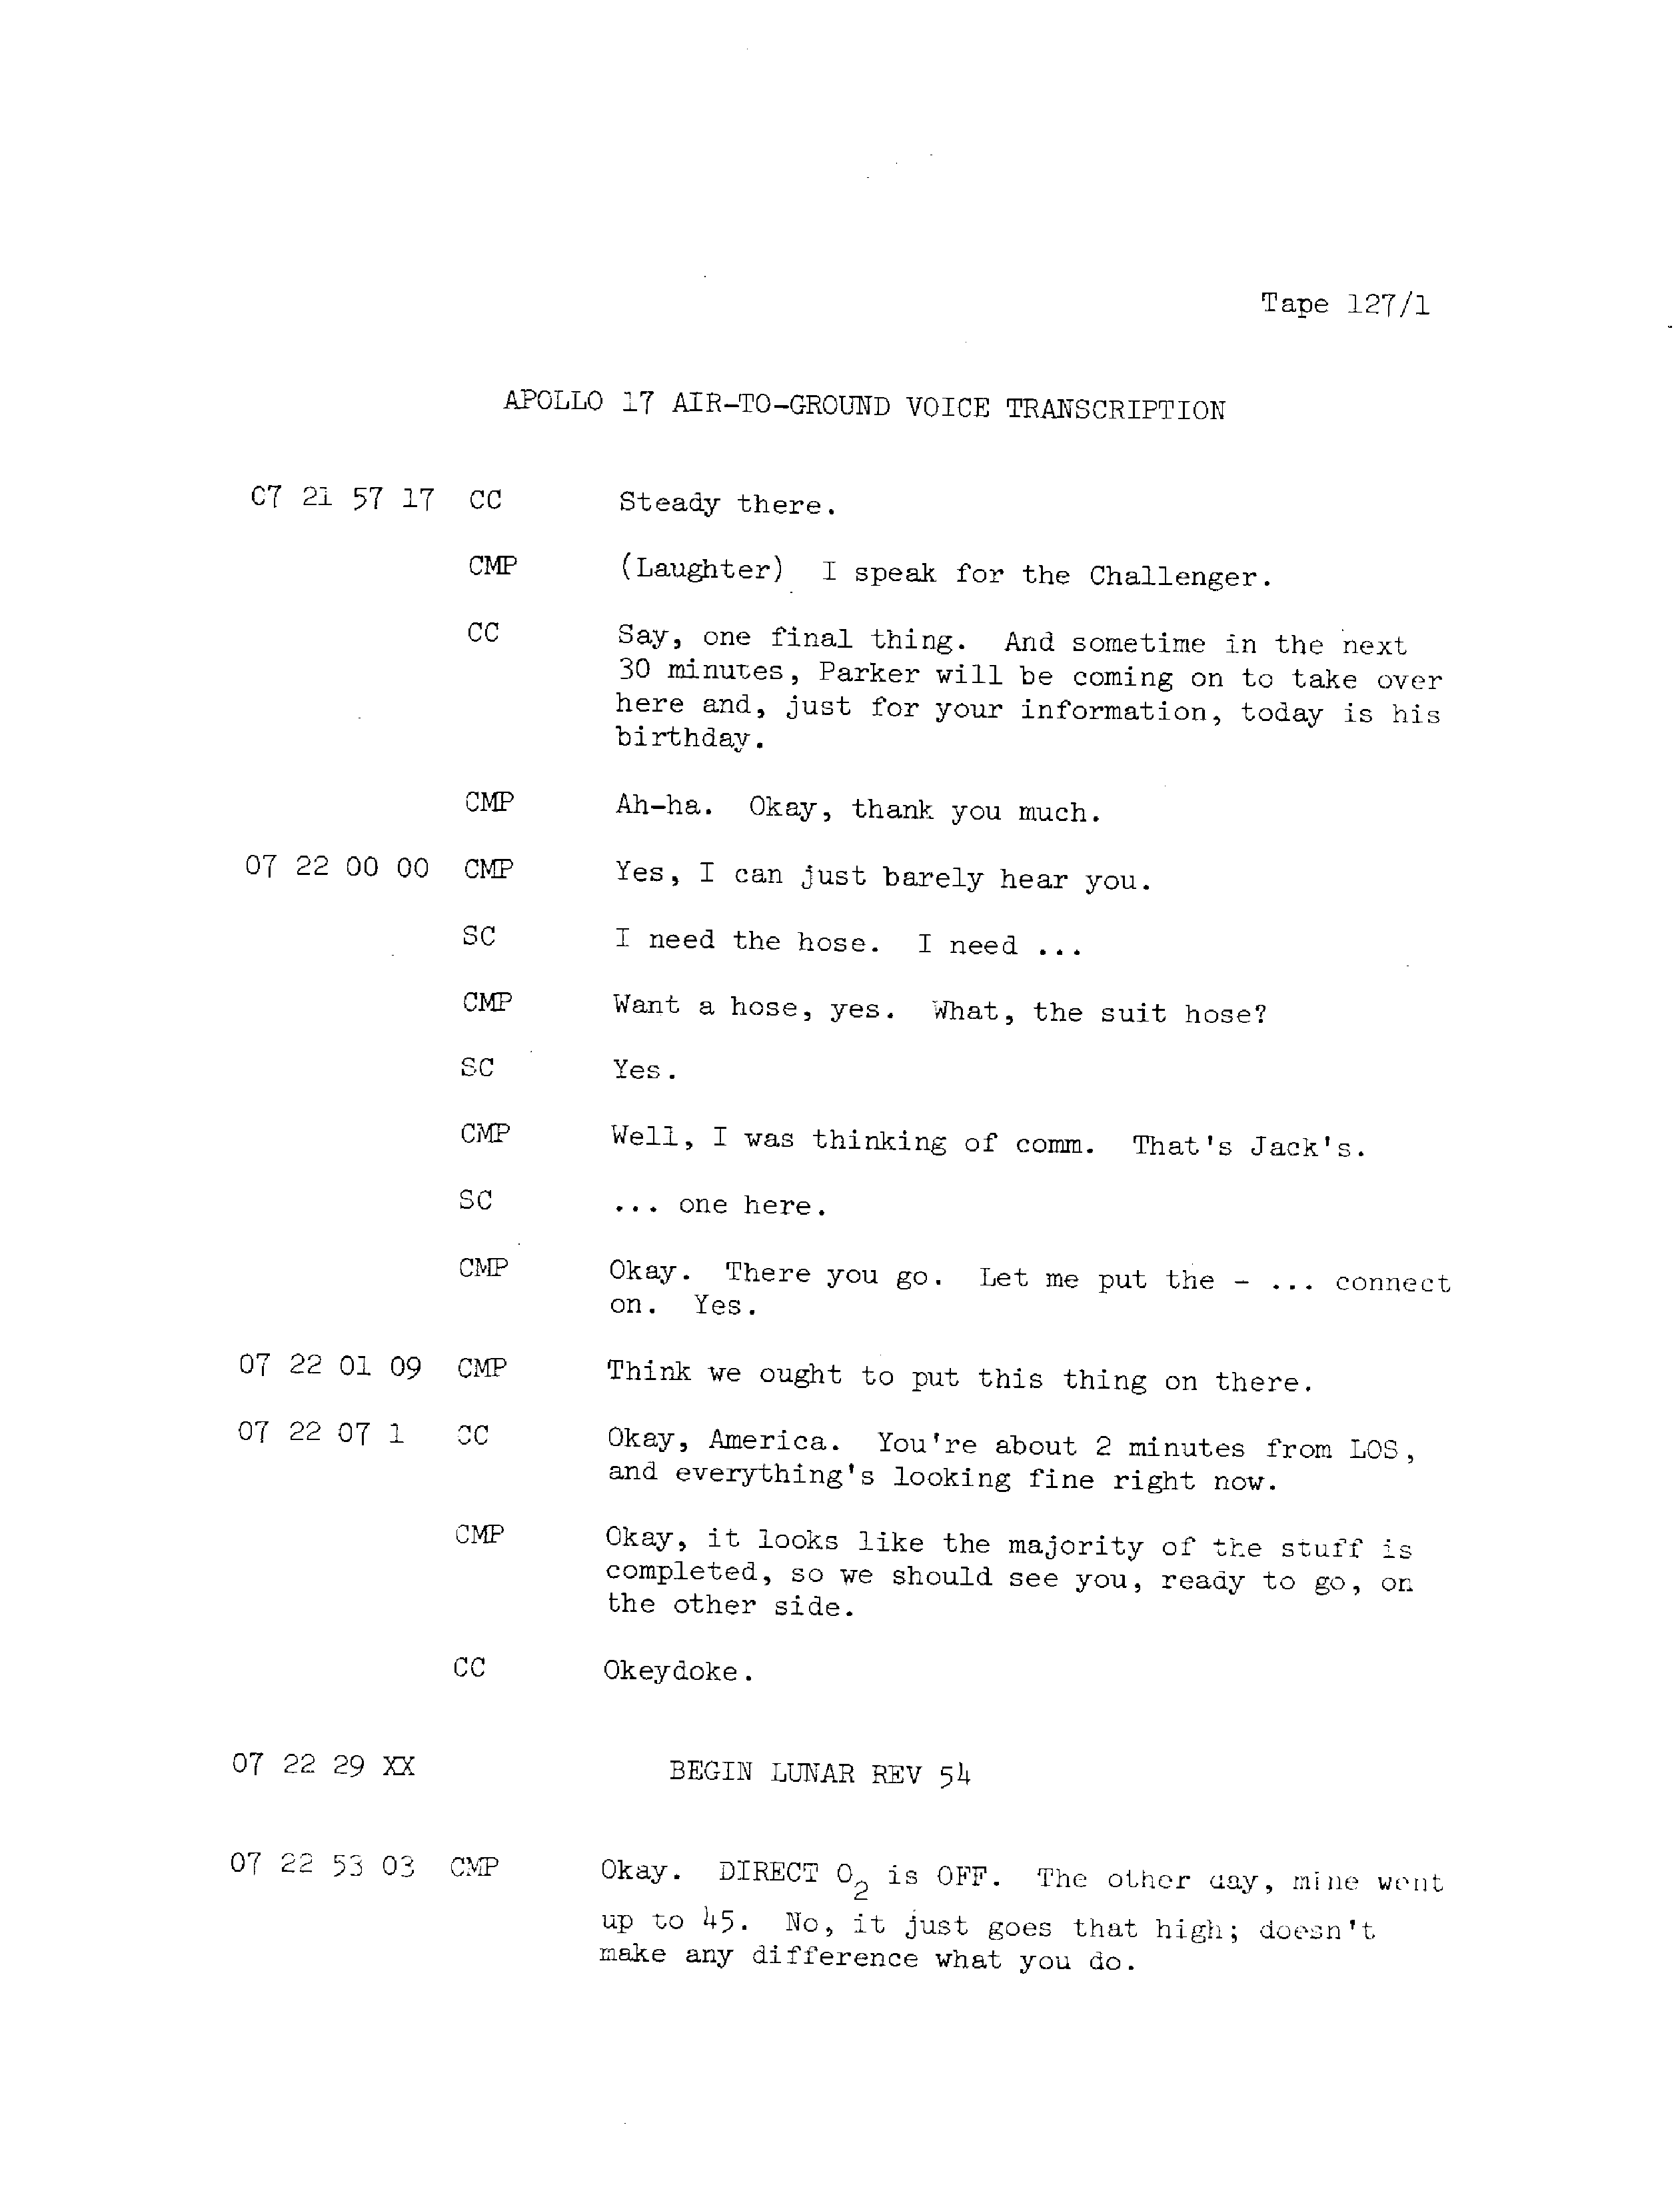 Tape 127/1
APOLLO 17 AIR-TO-GROUND VOICE TRANSCRIPTION
07 21 57 17 CC Steady there.
CMP (Laughter) I speak for the Challenger.
CC Say, one final thing. And sometime in the next
30 minutes, Parker will be coming on to take over
here and, just for your information, today is his
birthday.
CMP Ah-ha. Okay, thank you much.
07 22 00 00 CMP Yes, I can just barely hear you.
SC I need the hose. I need ...
CMP Want a hose, yes. What, the suit hose?
SC Yes.
CMP Well, I was thinking of comm. That's Jack's.
SC ... one here.
CMP Okay. There you go. Let me put the - ... connect
on. Yes.
07 22 01 09 CMP Think we ought to put this thing on there.
07 22 07 1 CC Okay, America. You're about 2 minutes from LOS,
and everything's looking fine right now.
CMP Okay, it looks like the majority of the stuff is
completed, so we should see you, ready to go, on
the other side.
CC Okeydoke.
07 22 29 XX BEGIN LUNAR REV 54
07 22 53 03 CMP Okay. DIRECT O₂ is OFF. The other day, mine went
up to 45. No, it just goes that high; doesn't
make any difference what you do.